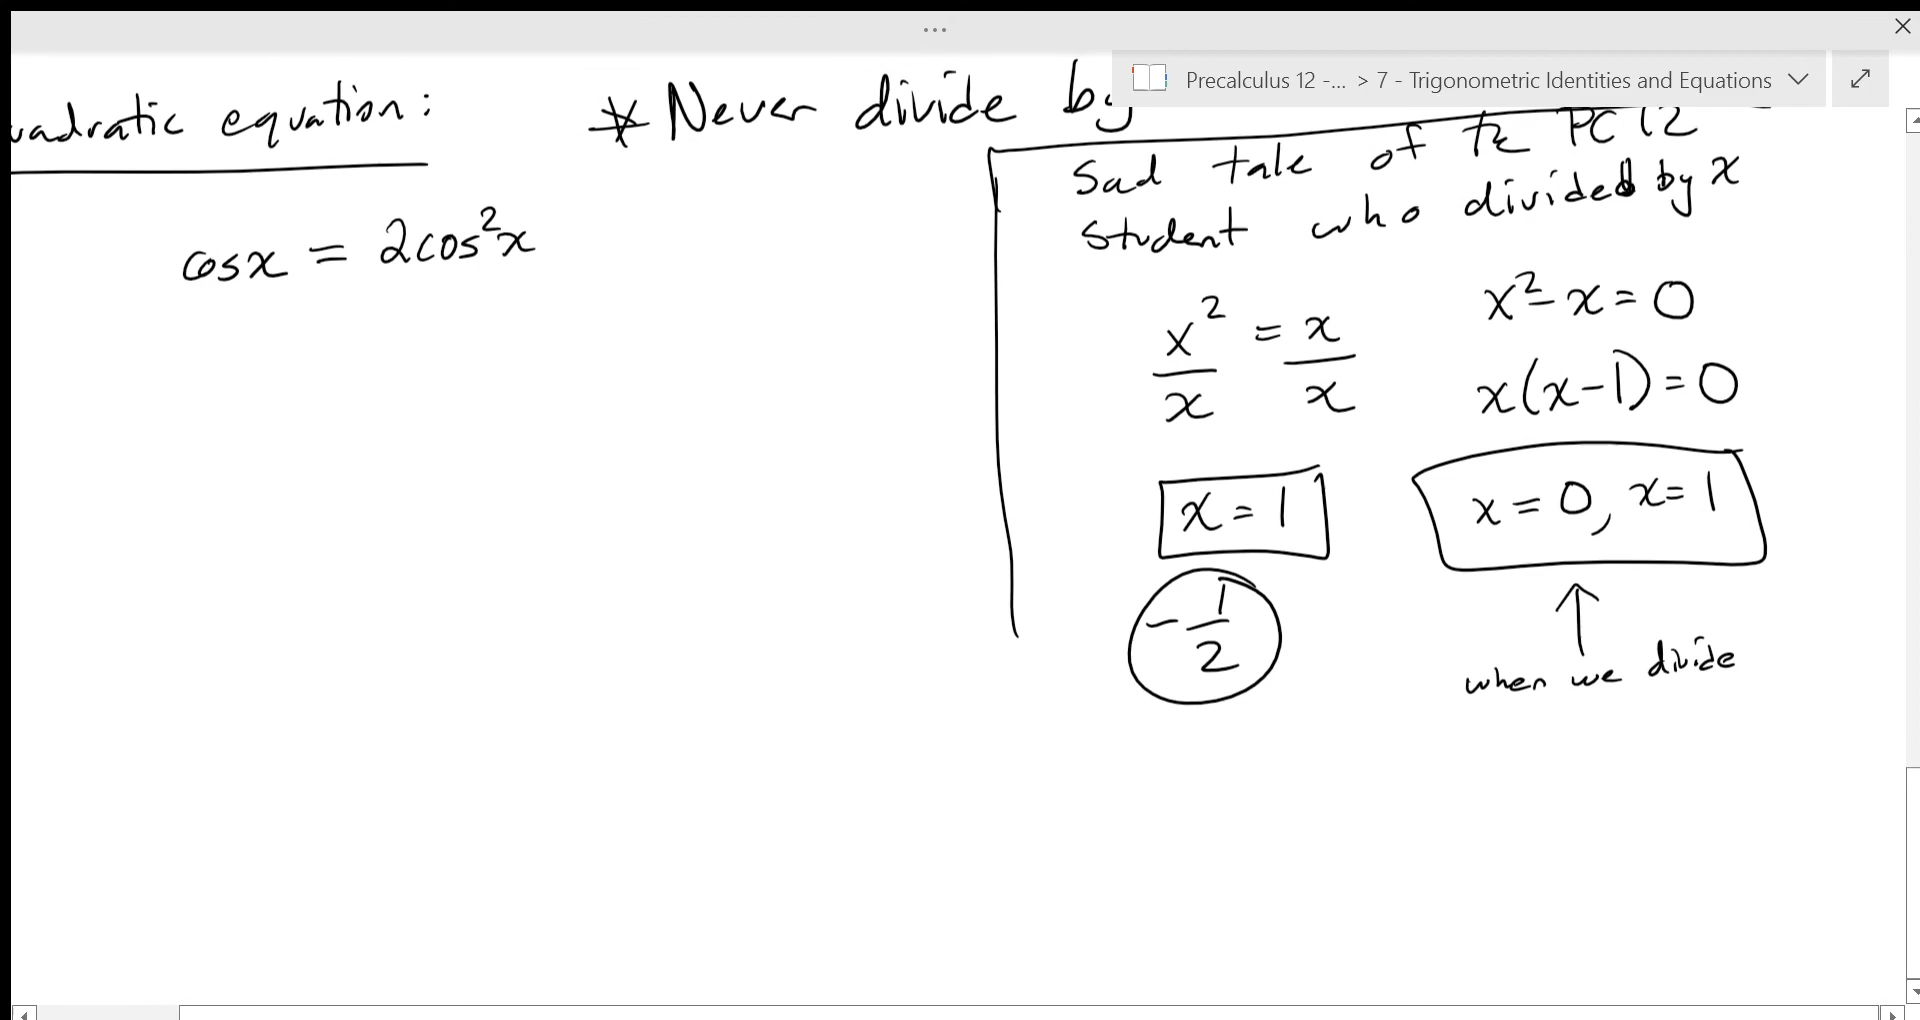 Precalculus 12 -... > 7 - Trigonometric Identities and Equations
uadratic equation:
* Never divide by
cosx = 2cos²x
Sad tale of the PC 12
student who divided by x
x²/x = x/x
x = 1
-1/2
x² - x = 0
x(x-1) = 0
x = 0, x = 1
when we divide